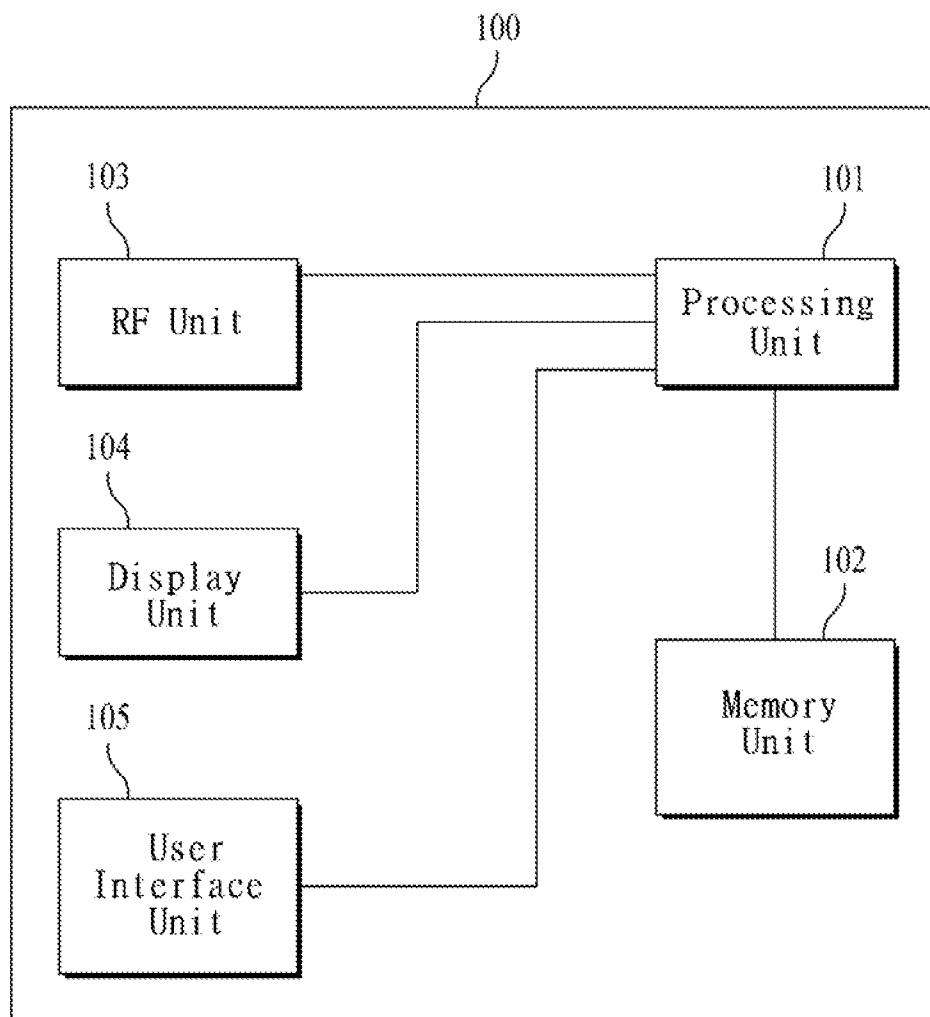 100
103
101
RF Unit
Processing
Unit
104
Display
Unit
102
Memory
Unit
105
User
Interface
Unit